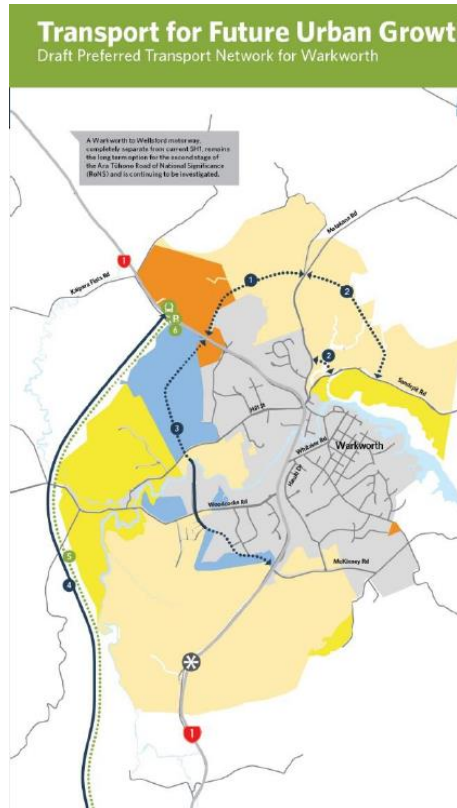 Transport for Future Urban Growt
Draft Preferred Transport Network for Warkworth
A Warkworth to Wellsford motorway,
completely separate from current SH1, remains
the long term option for the second stage of
the Ara Tūhono Road of National Significance
(RoNS) and is continuing to be investigated.
Matakana Rd
1
Kaipara Flats Rd
1
2
P
6
2
Sandspit Rd
Hill St
3
Warkworth
Whitaker Rd
Woodcocks Rd
5
4
McKinney Rd
1